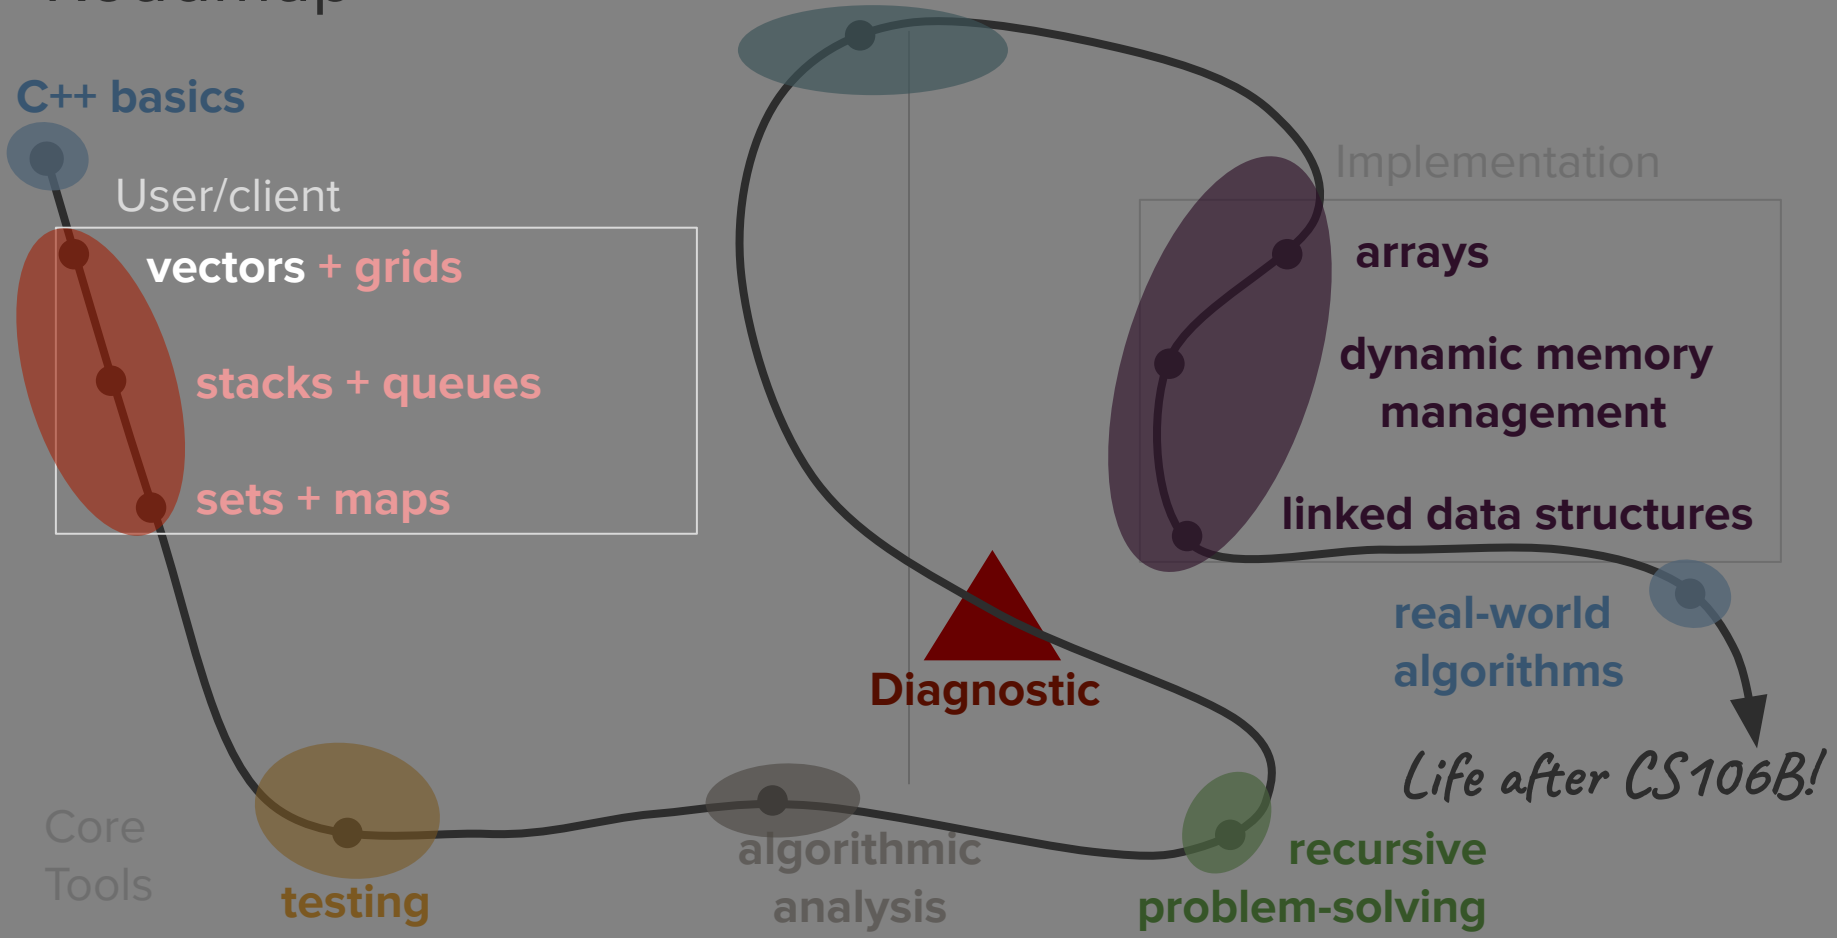 Roadmap
C++ basics
User/client
vectors + grids
stacks + queues
sets + maps
Core
Tools
testing
algorithmic
analysis
Diagnostic
recursive
problem-solving
Implementation
arrays
dynamic memory
management
linked data structures
real-world
algorithms
Life after CS106B!